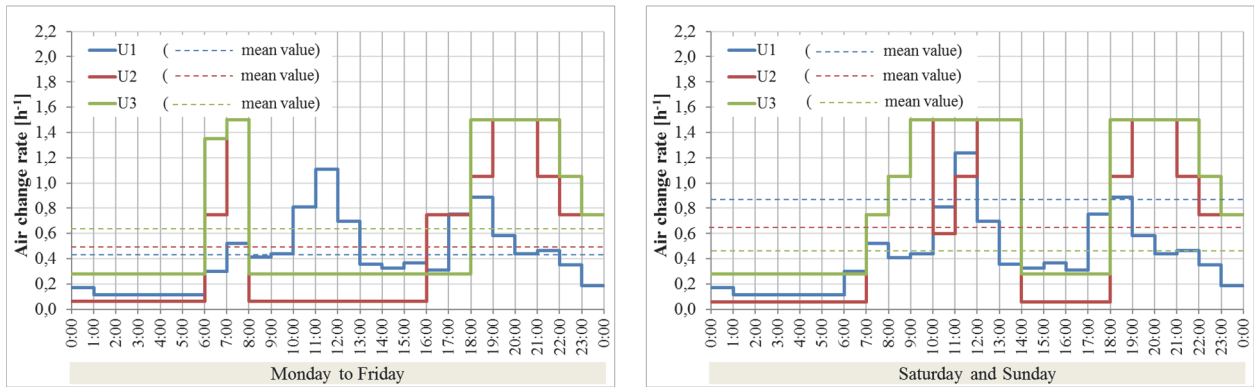 Air change rate [h⁻¹]
2,2
2,0
1,8
1,6
1,4
1,2
1,0
0,8
0,6
0,4
0,2
0,0
U1 ( mean value)
U2 ( mean value)
U3 ( mean value)
0:00 1:00 2:00 3:00 4:00 5:00 6:00 7:00 8:00 9:00 10:00 11:00 12:00 13:00 14:00 15:00 16:00 17:00 18:00 19:00 20:00 21:00 22:00 23:00 0:00
Monday to Friday
Air change rate [h⁻¹]
2,2
2,0
1,8
1,6
1,4
1,2
1,0
0,8
0,6
0,4
0,2
0,0
U1 ( mean value)
U2 ( mean value)
U3 ( mean value)
0:00 1:00 2:00 3:00 4:00 5:00 6:00 7:00 8:00 9:00 10:00 11:00 12:00 13:00 14:00 15:00 16:00 17:00 18:00 19:00 20:00 21:00 22:00 23:00 0:00
Saturday and Sunday